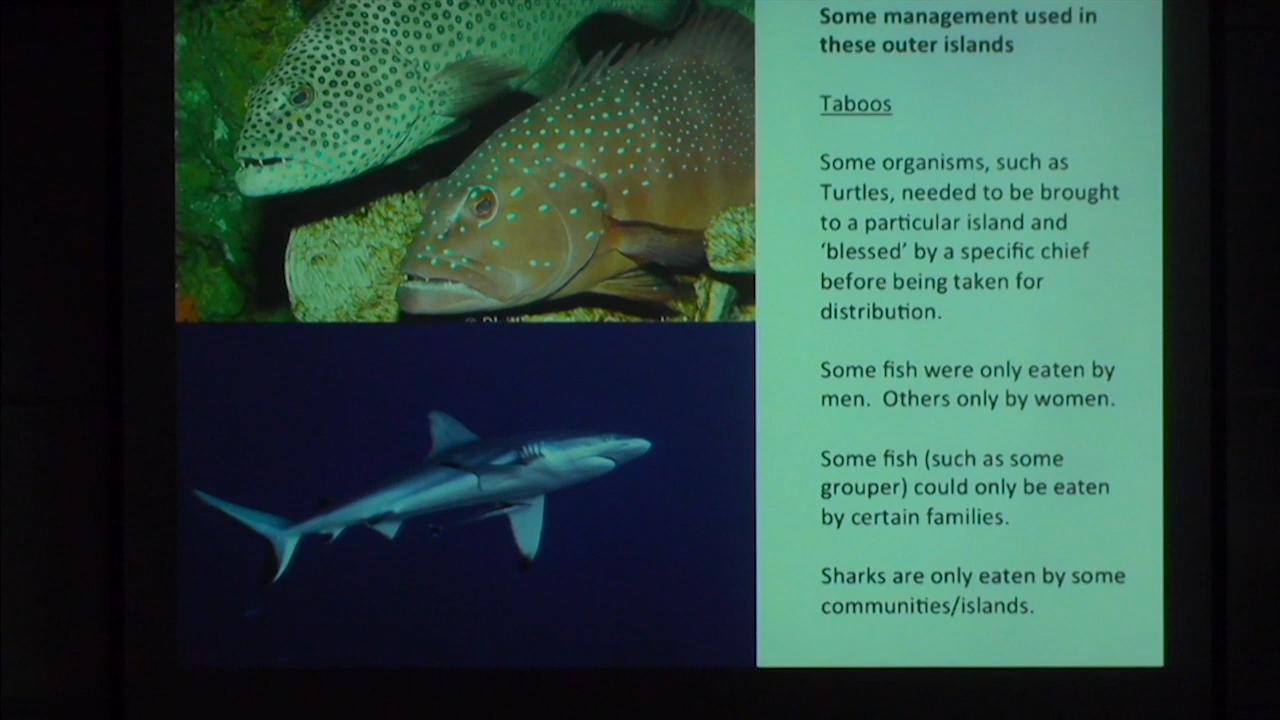 Some management used in
these outer islands
Taboos
Some organisms, such as
Turtles, needed to be brought
to a particular island and
‘blessed’ by a specific chief
before being taken for
distribution.
Some fish were only eaten by
men.  Others only by women.
Some fish (such as some
grouper) could only be eaten
by certain families.
Sharks are only eaten by some
communities/islands.